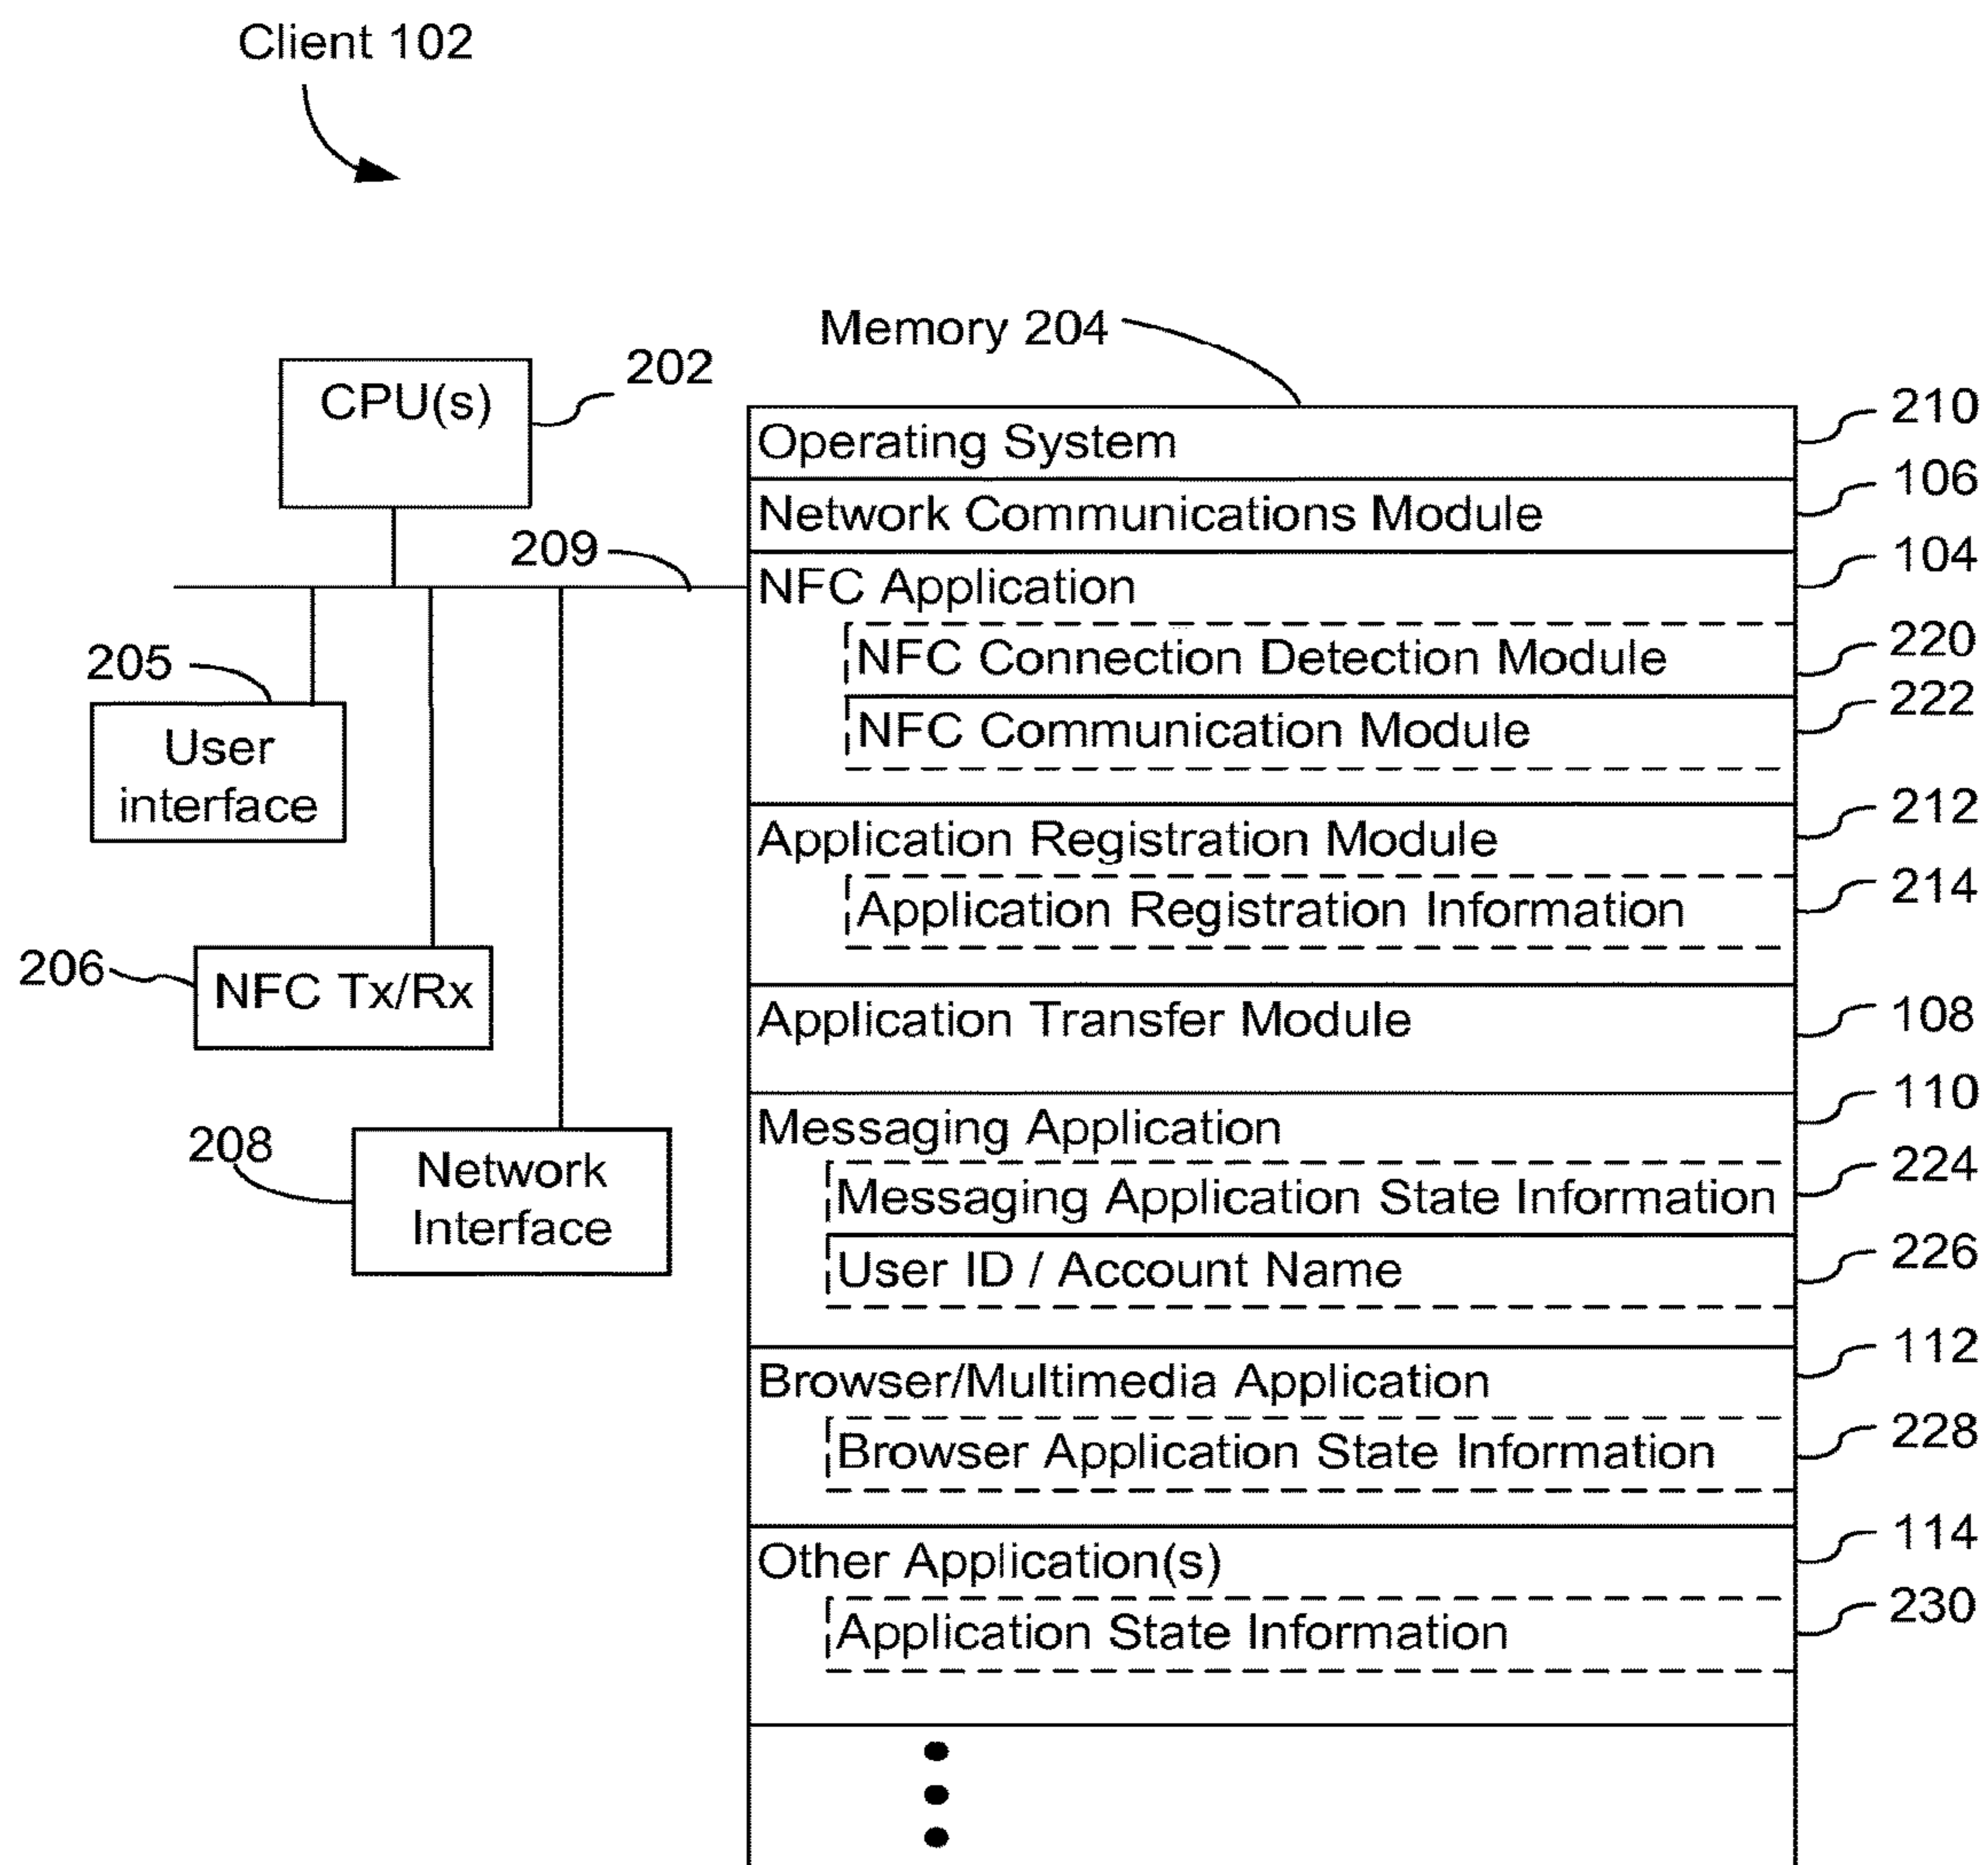 Client 102
Memory 204
CPU(s)
202
209
205
User
interface
206
NFC Tx/Rx
208
Network
Interface
Operating System
210
Network Communications Module
106
NFC Application
104
NFC Connection Detection Module
220
NFC Communication Module
222
Application Registration Module
212
Application Registration Information
214
Application Transfer Module
108
Messaging Application
110
Messaging Application State Information
224
User ID / Account Name
226
Browser/Multimedia Application
112
Browser Application State Information
228
Other Application(s)
114
Application State Information
230